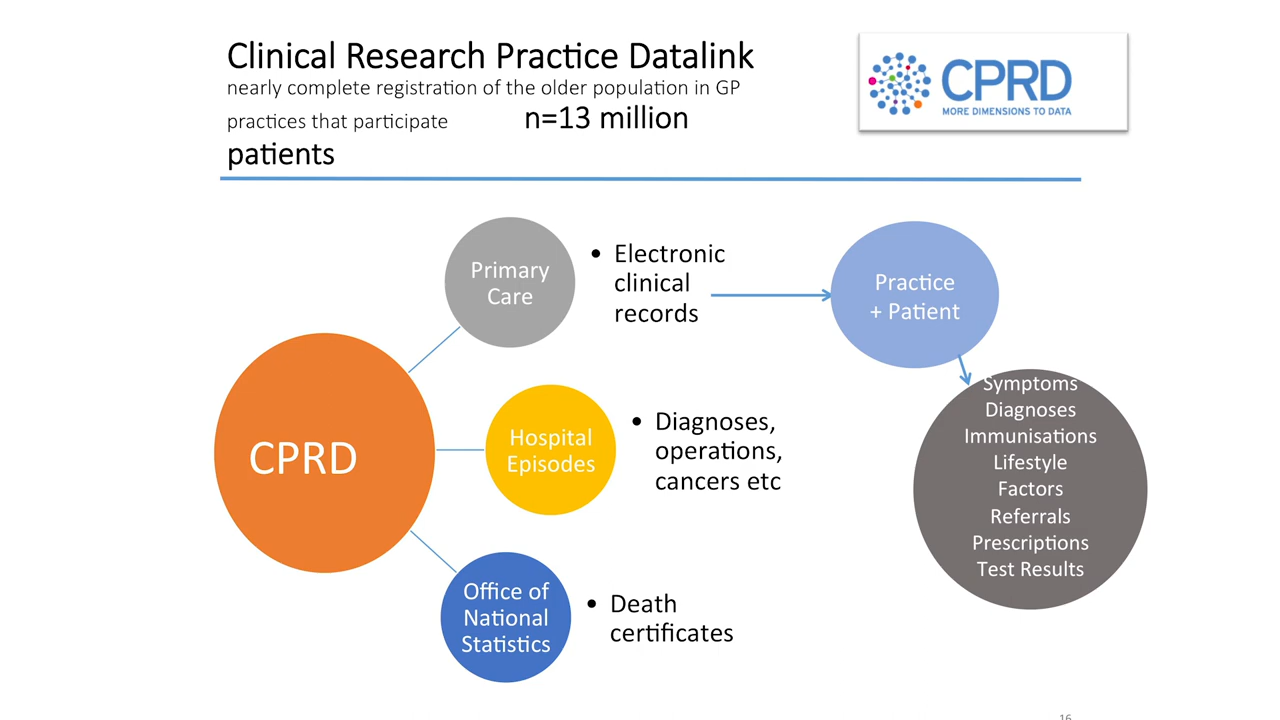 Clinical Research Practice Datalink
nearly complete registration of the older population in GP
practices that participate n=13 million
patients
CPRD
MORE DIMENSIONS TO DATA
Primary
Care
• Electronic
clinical
records
Practice
+ Patient
Symptoms
Diagnoses
Immunisations
Lifestyle
Factors
Referrals
Prescriptions
Test Results
CPRD
Hospital
Episodes
• Diagnoses,
operations,
cancers etc
Office of
National
Statistics
• Death
certificates
16